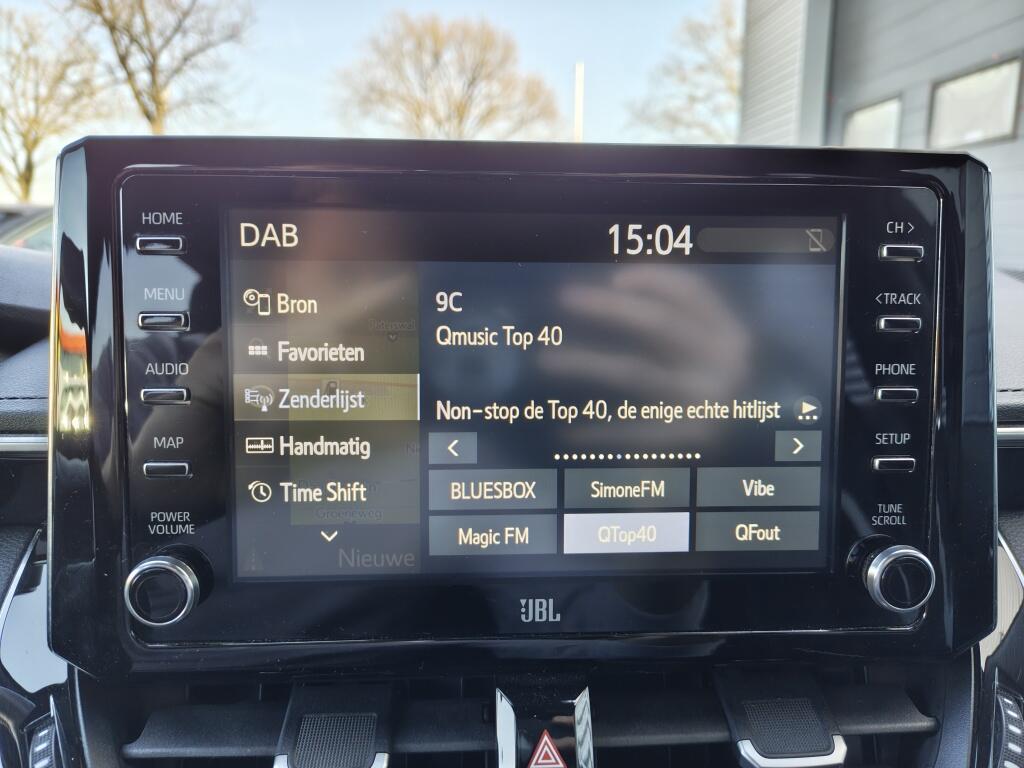 HOME
MENU
AUDIO
MAP
POWER
VOLUME
DAB
15:04
Bron
Favorieten
Zenderlijst
Handmatig
Time Shift
Groeneweg
Nieuwe
9C
Qmusic Top 40
Non-stop de Top 40, de enige echte hitlijst
<
>
BLUESBOX
SimoneFM
Vibe
Magic FM
QTop40
QFout
CH >
< TRACK
PHONE
SETUP
TUNE
SCROLL
JBL